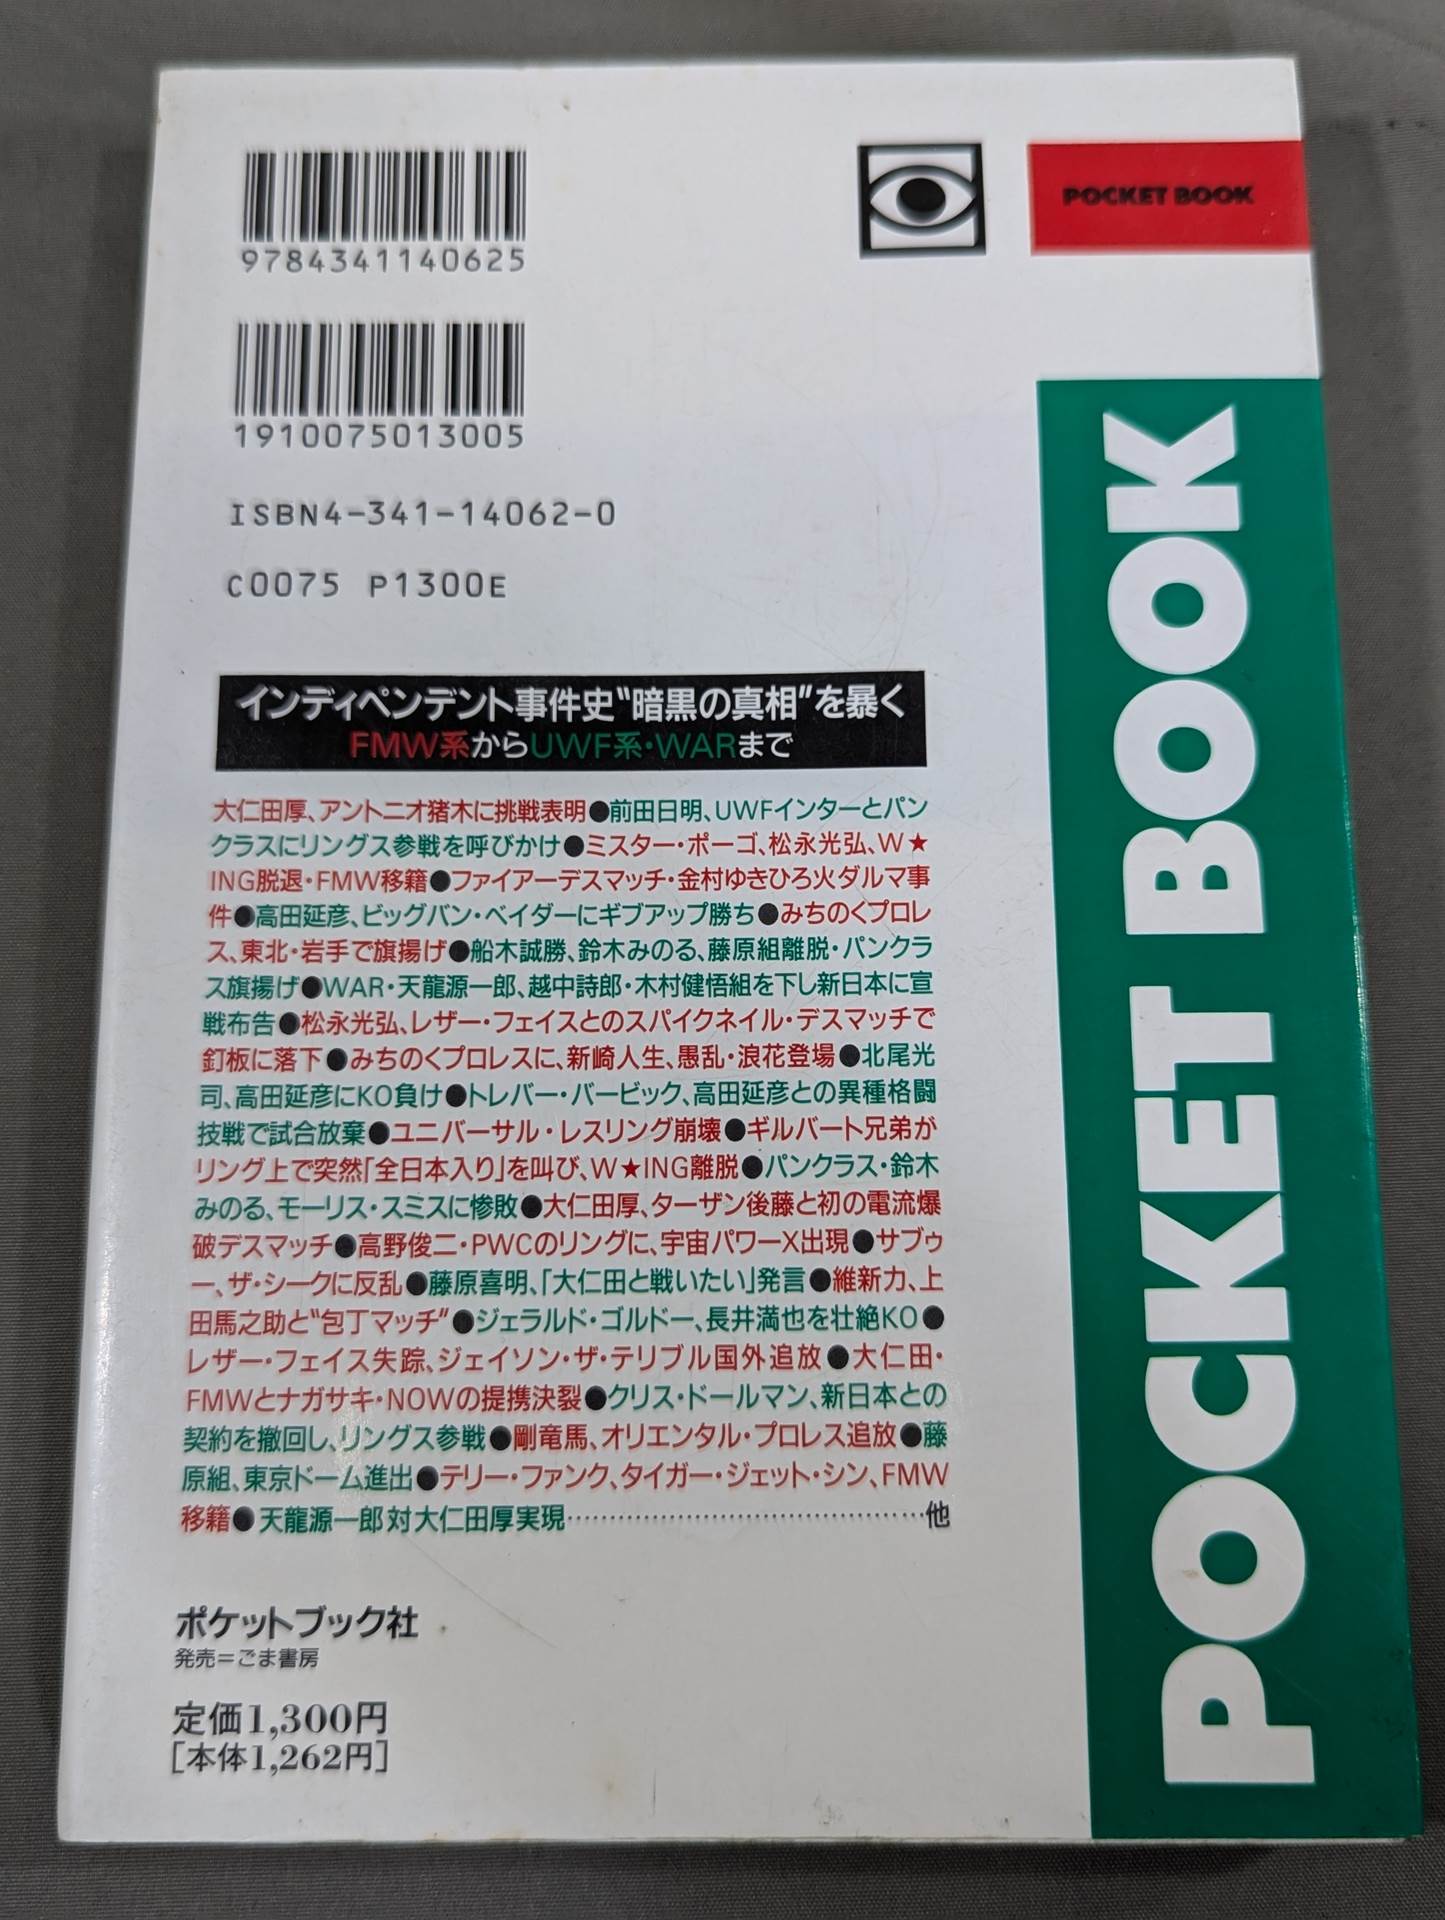 9784341140625
1910075013005
ISBN4-341-14062-0
C0075 P1300E
POCKET BOOK
インディペンデント事件史“暗黒の真相”を暴く
FMW系からUWF系・WARまで
大仁田厚、アントニオ猪木に挑戦表明●前田日明、UWFインターとパン
クラスにリングス参戦を呼びかけ●ミスター・ポーゴ、松永光弘、W★
ING脱退・FMW移籍●ファイアーデスマッチ・金村ゆきひろ火ダルマ事
件●高田延彦、ビッグバン・ベイダーにギブアップ勝ち●みちのくプロレ
ス、東北・岩手で旗揚げ●船木誠勝、鈴木みのる、藤原組離脱・パンクラ
ス旗揚げ●WAR・天龍源一郎、越中詩郎・木村健悟組を下し新日本に宣
戦布告●松永光弘、レザー・フェイスとのスパイクネイル・デスマッチで
釘板に落下●みちのくプロレスに、新崎人生、愚乱・浪花登場●北尾光
司、高田延彦にKO負け●トレバー・バービック、高田延彦との異種格闘
技戦で試合放棄●ユニバーサル・レスリング崩壊●ギルバート兄弟が
リング上で突然「全日本入り」を叫び、W★ING離脱●パンクラス・鈴木
みのる、モーリス・スミスに惨敗●大仁田厚、ターザン後藤と初の電流爆
破デスマッチ●高野俊二・PWCのリングに、宇宙パワーX出現●サブゥ
ー、ザ・シークに反乱●藤原喜明、「大仁田と戦いたい」発言●維新力、上
田馬之助と“包丁マッチ”●ジェラルド・ゴルドー、長井満也を壮絶KO●
レザー・フェイス失踪、ジェイソン・ザ・テリブル国外追放●大仁田・
FMWとナガサキ・NOWの提携決裂●クリス・ドールマン、新日本との
契約を撤回し、リングス参戦●剛竜馬、オリエンタル・プロレス追放●藤
原組、東京ドーム進出●テリー・ファンク、タイガー・ジェット・シン、FMW
移籍●天龍源一郎対大仁田厚実現……………………………………他
ポケットブック社
発売＝ごま書房
定価1,300円
［本体1,262円］
POCKET BOOK